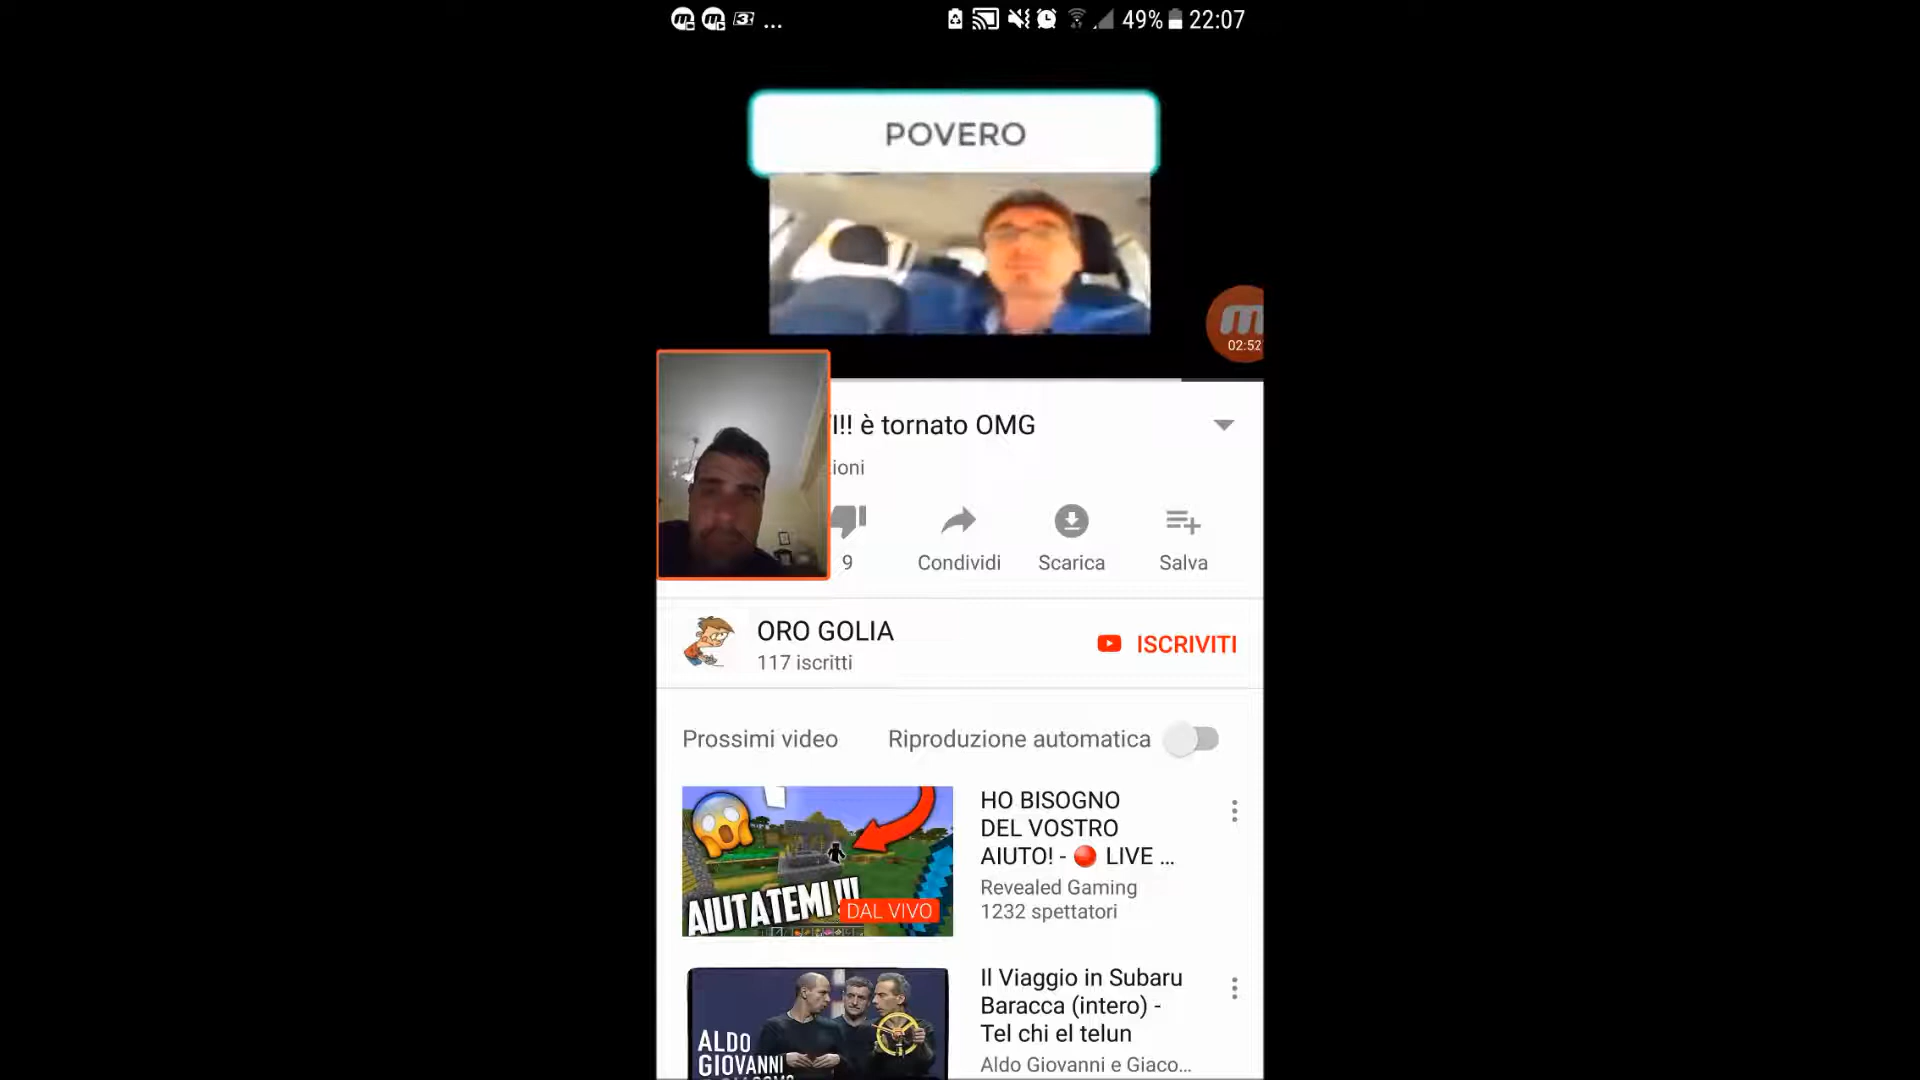 49% 22:07
POVERO
02:52
I!! è tornato OMG
ioni
9
Condividi
Scarica
Salva
ORO GOLIA
117 iscritti
ISCRIVITI
Prossimi video
Riproduzione automatica
AIUTATEMI!!!
DAL VIVO
HO BISOGNO
DEL VOSTRO
AIUTO! - 🔴 LIVE ...
Revealed Gaming
1232 spettatori
ALDO
GIOVANNI
Il Viaggio in Subaru
Baracca (intero) -
Tel chi el telun
Aldo Giovanni e Giaco...